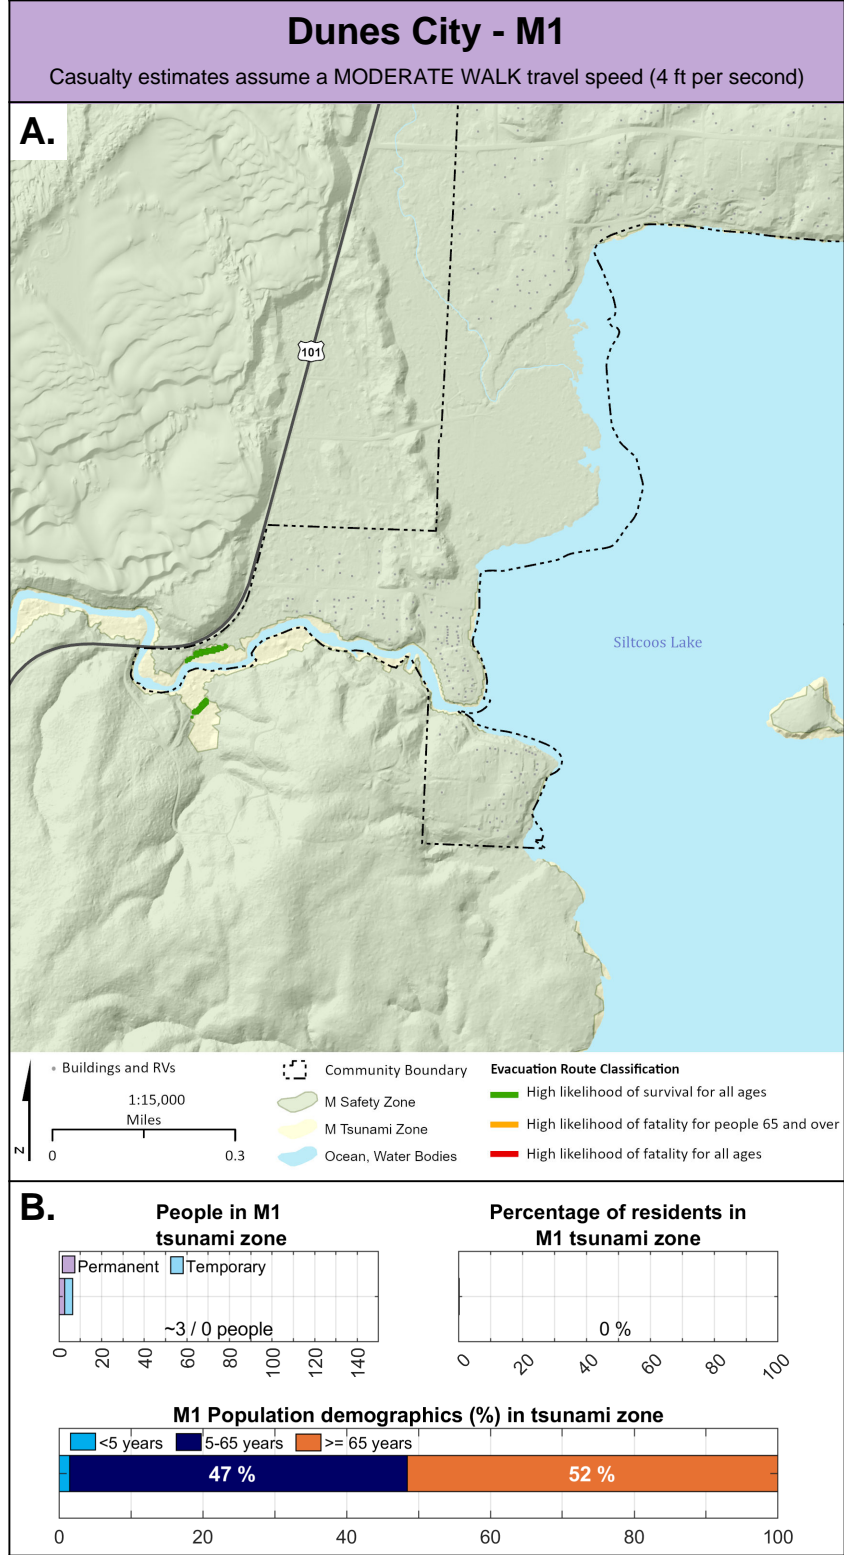 Dunes City - M1
Casualty estimates assume a MODERATE WALK travel speed (4 ft per second)
A.
101
Siltcoos Lake
Buildings and RVs
1:15,000
Miles
0 0.3
N
Community Boundary
M Safety Zone
M Tsunami Zone
Ocean, Water Bodies
Evacuation Route Classification
High likelihood of survival for all ages
High likelihood of fatality for people 65 and over
High likelihood of fatality for all ages
B.
People in M1
tsunami zone
Permanent Temporary
~3 / 0 people
0 20 40 60 80 100 120 140
Percentage of residents in
M1 tsunami zone
0 %
0 20 40 60 80 100
M1 Population demographics (%) in tsunami zone
<5 years 5-65 years >= 65 years
47 % 52 %
0 20 40 60 80 100